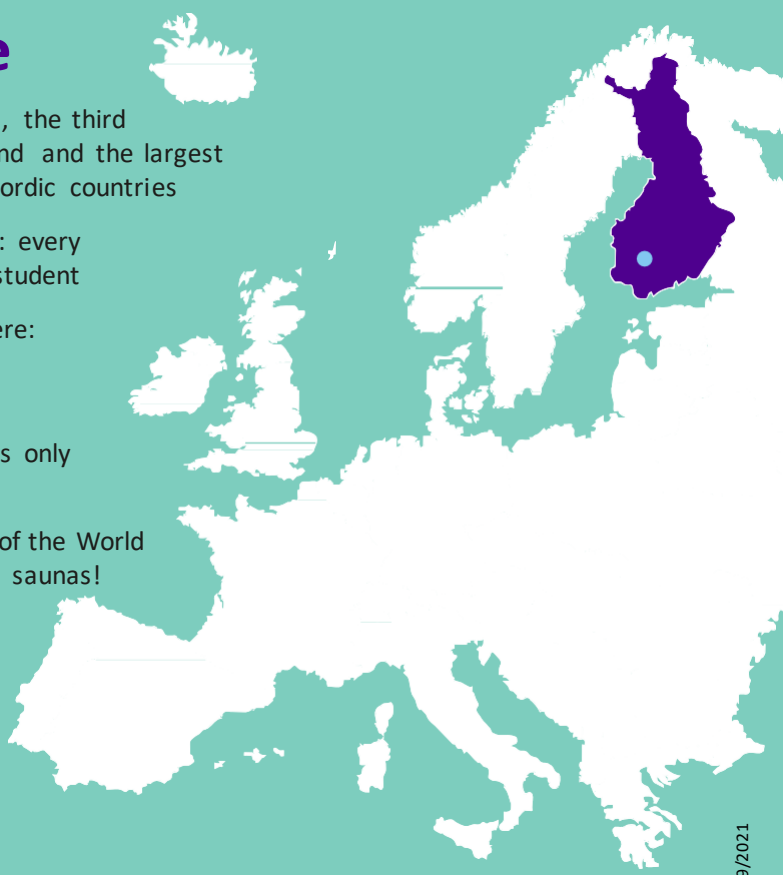 e
, the third
nd and the largest
ordic countries
: every
student
ere:
s only
of the World
saunas!
9/2021